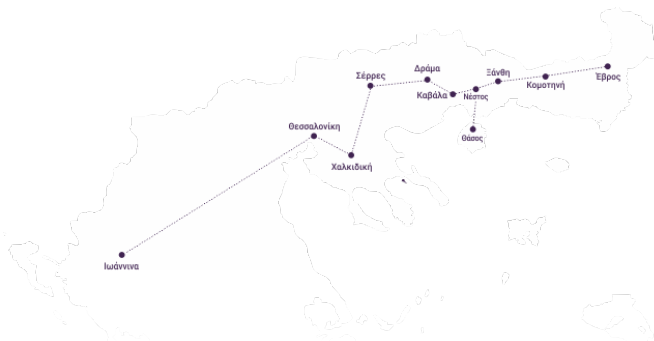 Δράμα
Σέρρες
Ξάνθη
Έβρος
Κομοτηνή
Καβάλα
Νέστος
Θεσσαλονίκη
Θάσος
Χαλκιδική
Ιωάννινα